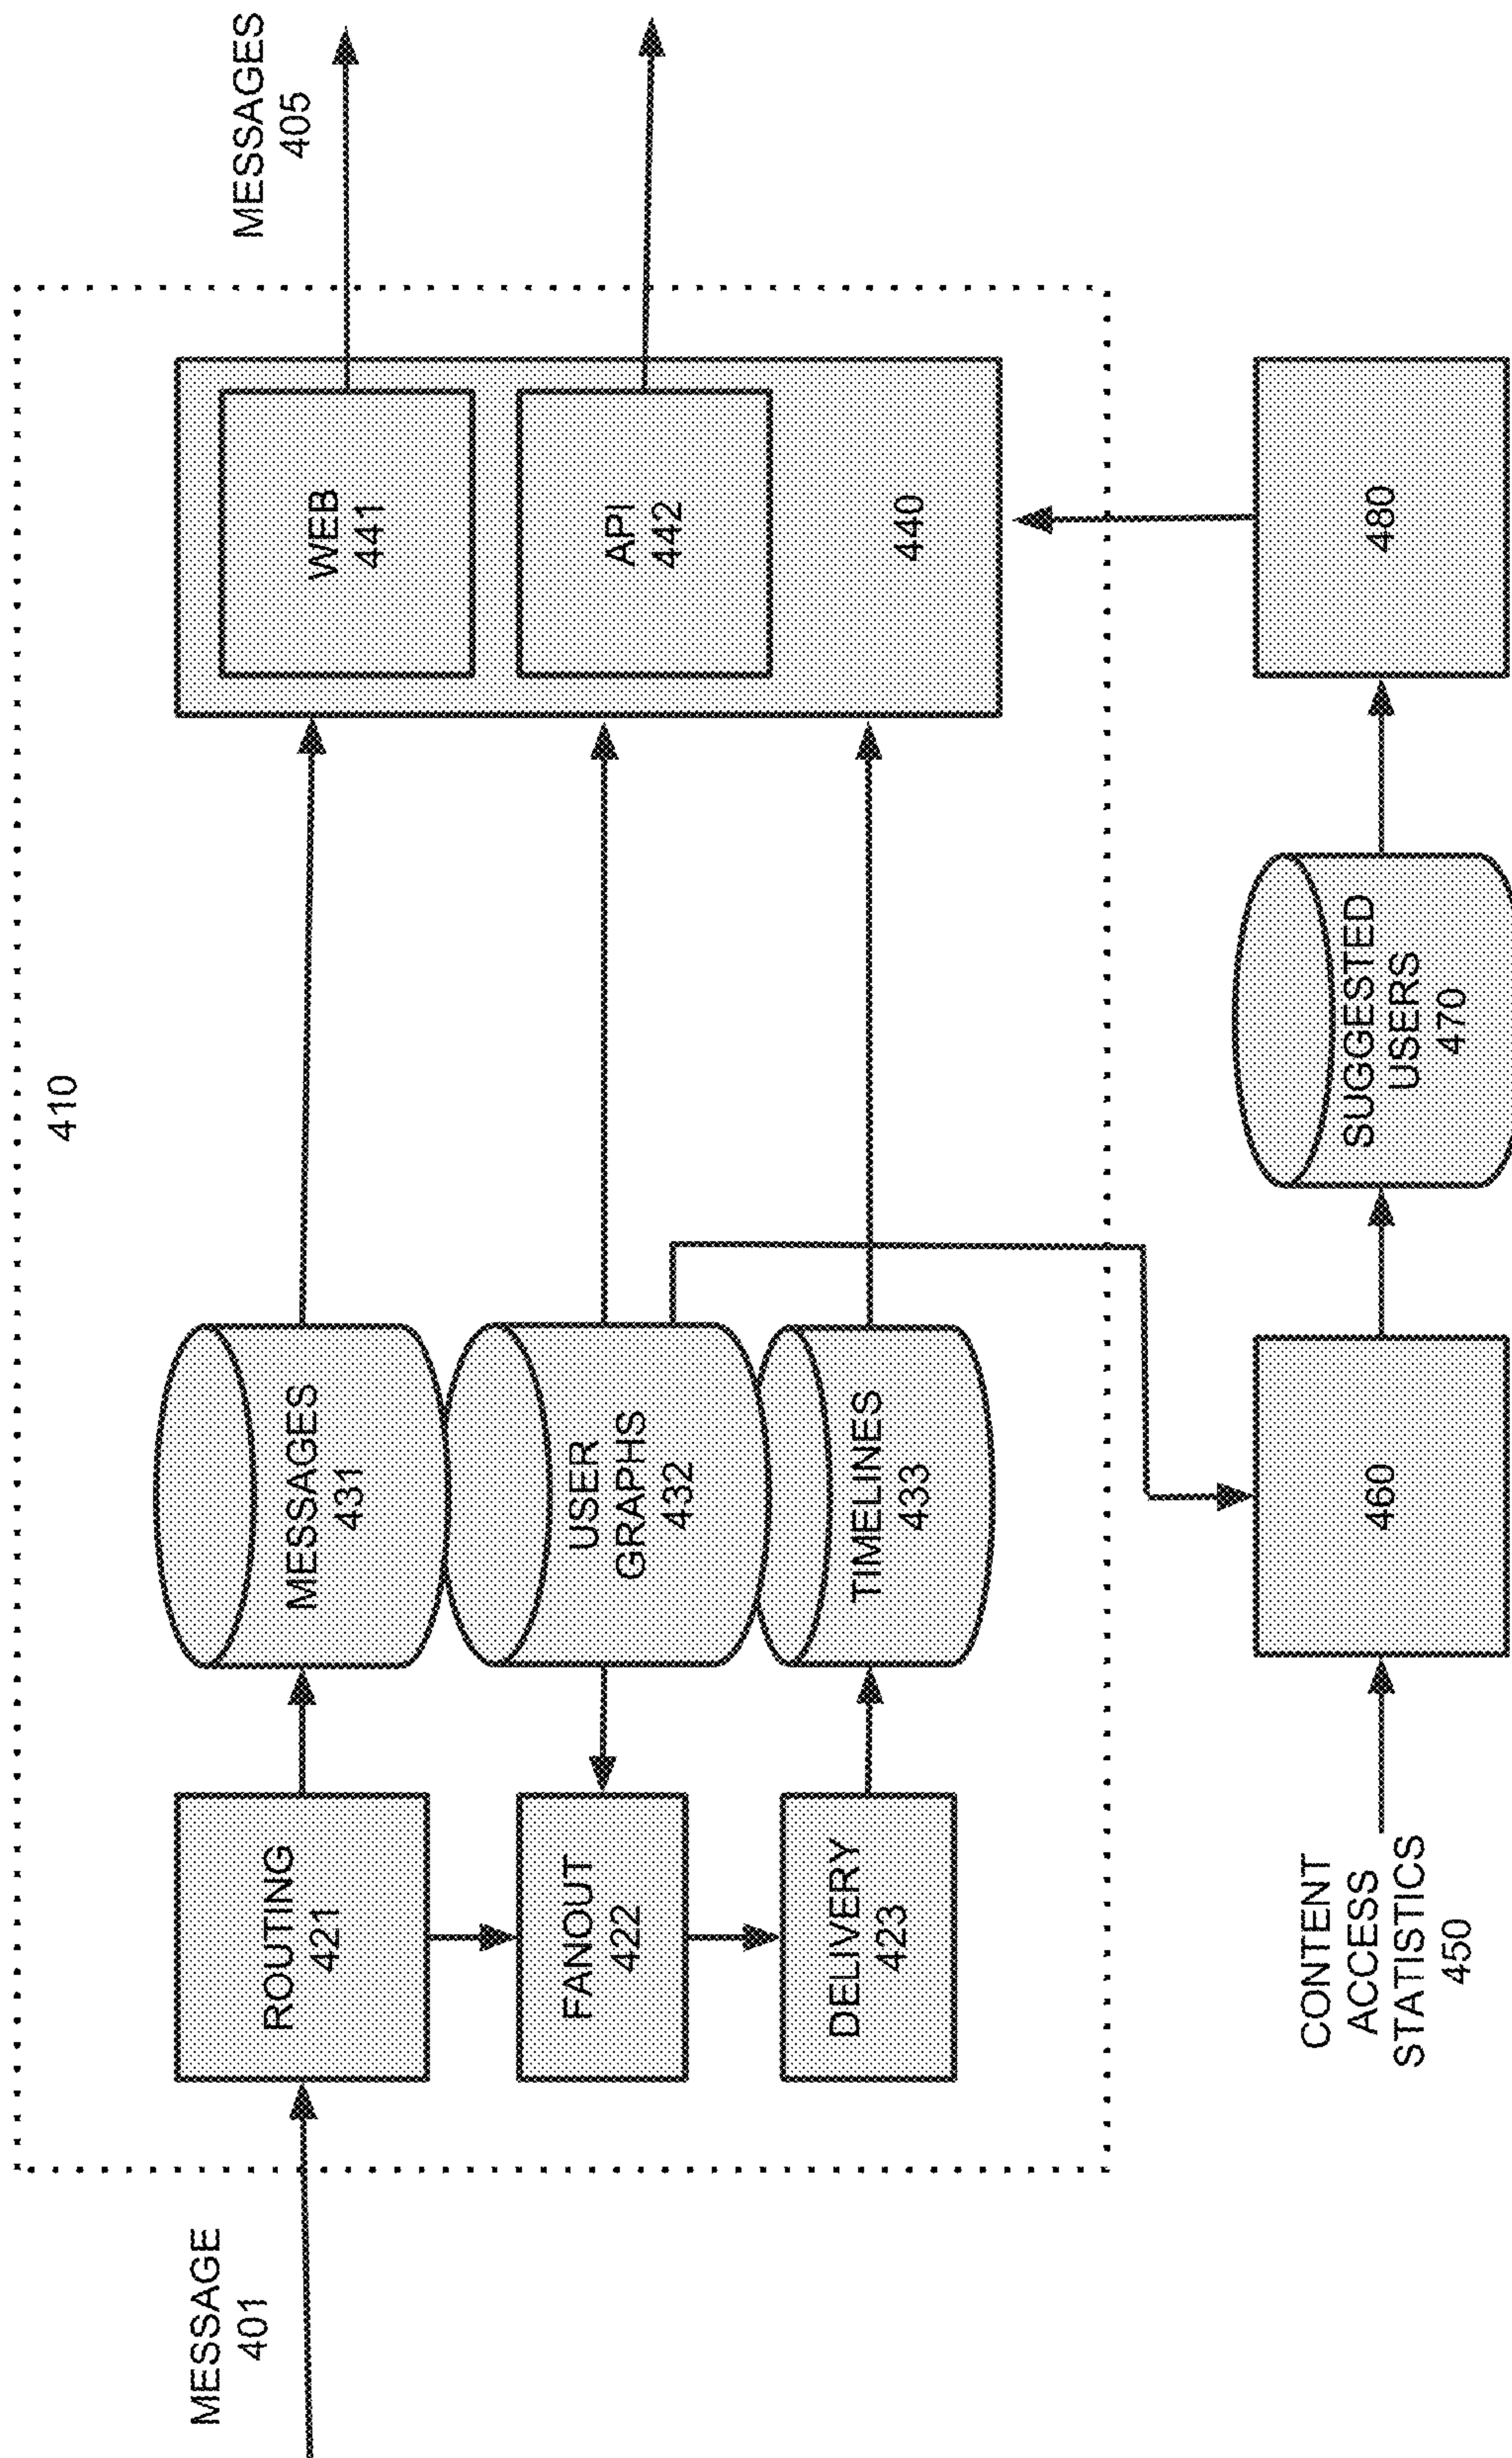 410
MESSAGE
401
ROUTING
421
FANOUT
422
DELIVERY
423
MESSAGES
431
USER
GRAPHS
432
TIMELINES
433
WEB
441
API
442
440
MESSAGES
405
CONTENT
ACCESS
STATISTICS
450
460
SUGGESTED
USERS
470
480